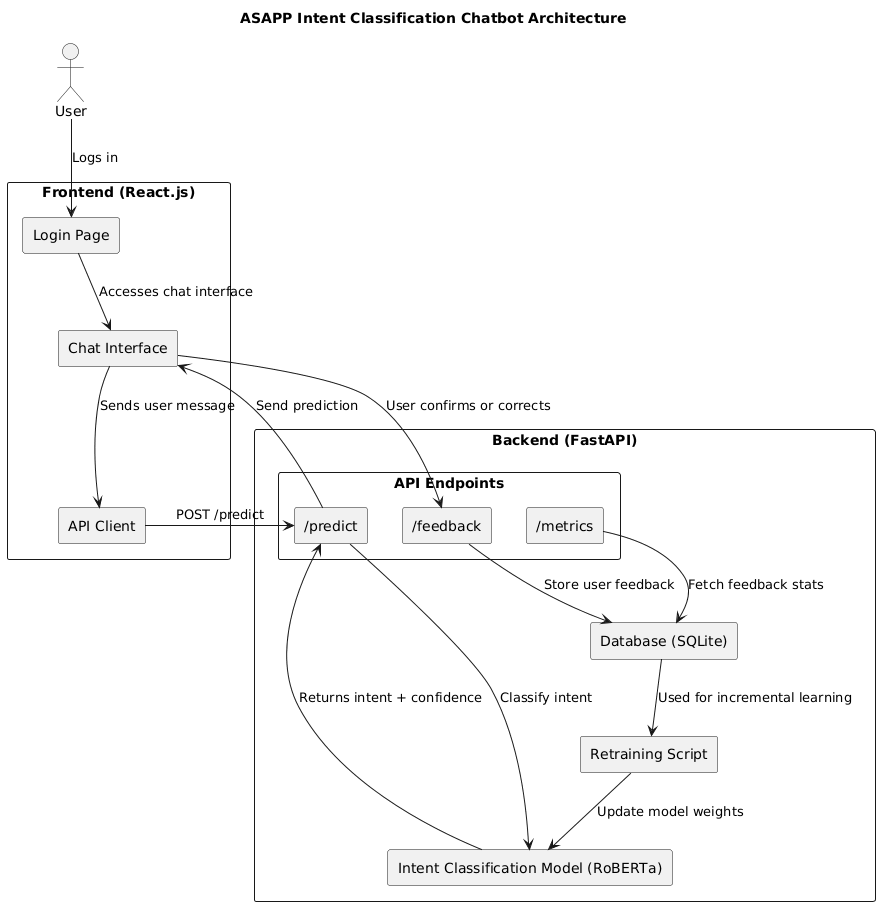 ASAPP Intent Classification Chatbot Architecture
User
Logs in
Frontend (React.js)
Login Page
Accesses chat interface
Chat Interface
Sends user message
Send prediction
User confirms or corrects
Backend (FastAPI)
API Endpoints
API Client
POST /predict
/predict
/feedback
/metrics
Store user feedback
Fetch feedback stats
Database (SQLite)
Returns intent + confidence
Classify intent
Used for incremental learning
Retraining Script
Update model weights
Intent Classification Model (RoBERTa)